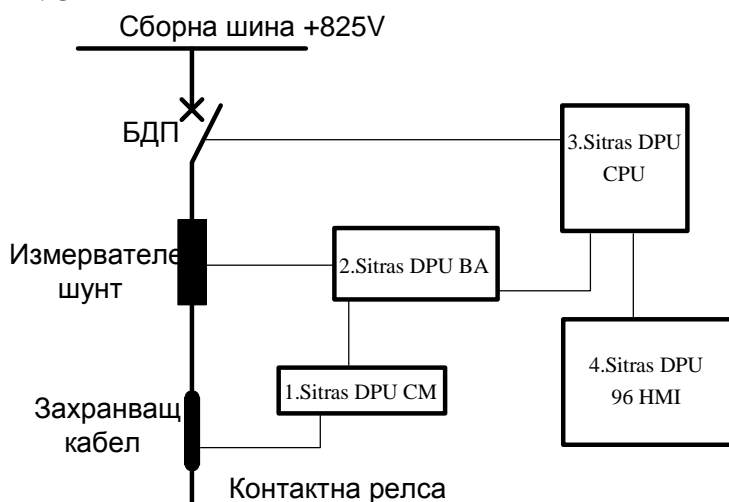 Сборна шина +825V
БДП
3.Sitras DPU
CPU
Измервателе
шунт
2.Sitras DPU BA
1.Sitras DPU CM
4.Sitras DPU
96 HMI
Захранващ
кабел
Контактна релса